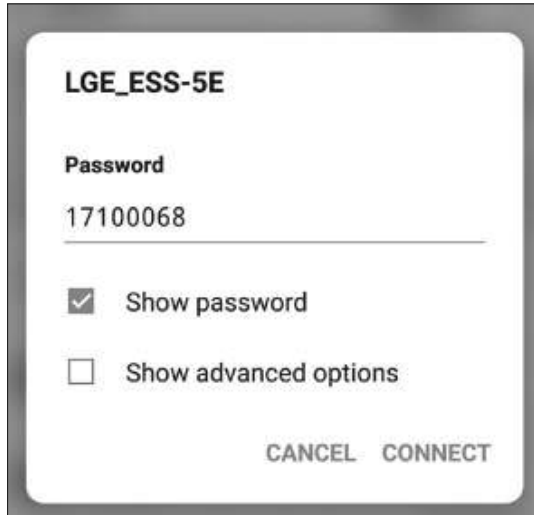 LGE_ESS-5E
Password
17100068
Show password
Show advanced options
CANCEL CONNECT